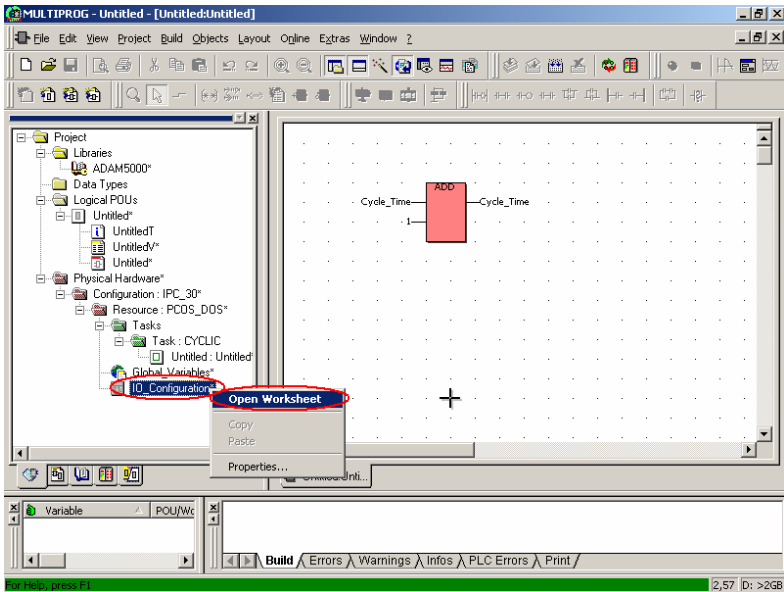 MULTIPROG - Untitled - [Untitled:Untitled]
File Edit View Project Build Objects Layout Online Extras Window ?
Project
Libraries
ADAM5000*
Data Types
Logical POUs
Untitled*
UntitledT
UntitledV*
Untitled*
Physical Hardware*
Configuration : IPC_30*
Resource : PCOS_DOS*
Tasks
Task : CYCLIC
Untitled : Untitled*
Global_Variables*
IO_Configuration*
Open Worksheet
Copy
Paste
Properties...
ADD
Cycle_Time
Cycle_Time
1
Untitled:Unti...
Variable POU/Wo
Build Errors Warnings Infos PLC Errors Print
For Help, press F1
2,57 D: >2GB